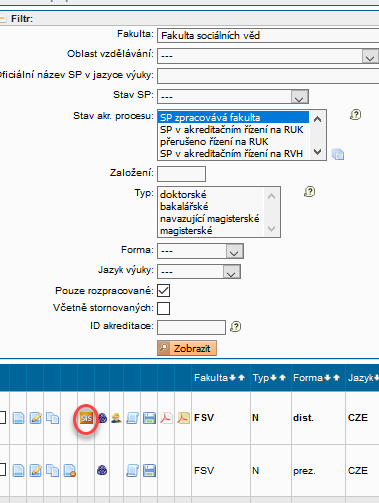 Filtr:
Fakulta: Fakulta sociálních věd
Oblast vzdělávání: ---
Oficiální název SP v jazyce výuky:
Stav SP: ---
Stav akr. procesu: SP zpracovává fakulta
SP v akreditačním řízení na RUK
přerušeno řízení na RUK
SP v akreditačním řízení na RVH
Založení:
Typ: doktorské
bakalářské
navazující magisterské
magisterské
Forma: ---
Jazyk výuky: ---
Pouze rozpracované:
Včetně stornovaných:
ID akreditace:
Zobrazit
Fakulta Typ Forma Jazyk
SIS FSV N dist. CZE
FSV N prez. CZE